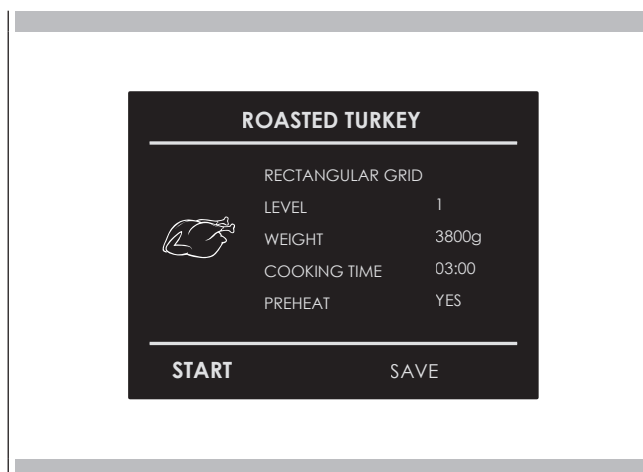 ROASTED TURKEY
RECTANGULAR GRID
LEVEL 1
WEIGHT 3800g
COOKING TIME 03:00
PREHEAT YES
START SAVE